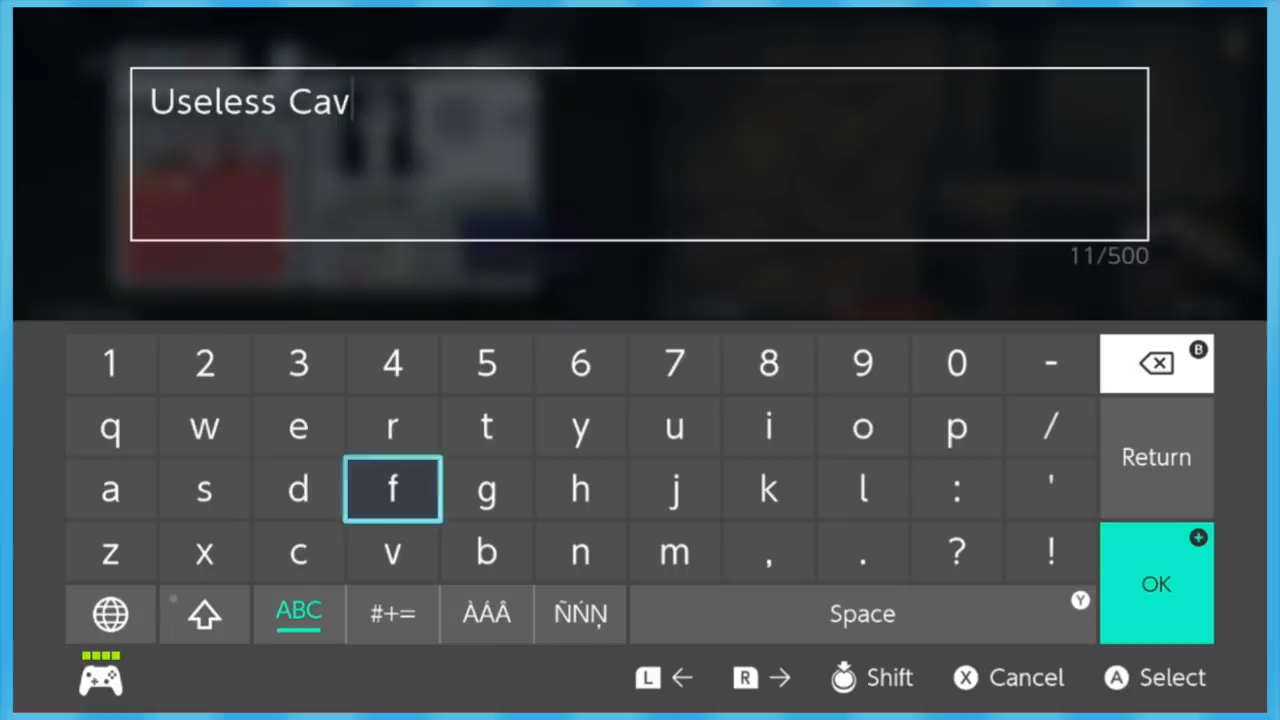 Useless Cav
11/500
1 2 3 4 5 6 7 8 9 0 - B
q w e r t y u i o p / Return
a s d f g h j k l : '
z x c v b n m , . ? ! + OK
ABC #+= ÀÁÂ ÑŃŅ Space Y
L ← R → Shift X Cancel A Select